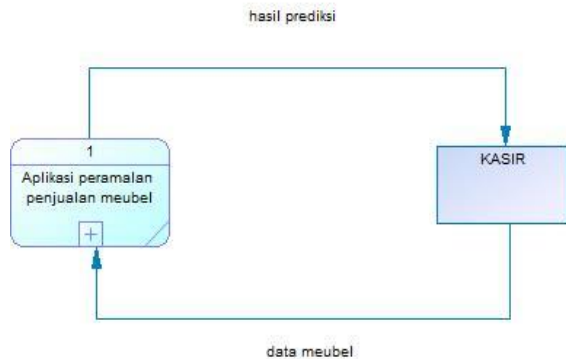 hasil prediksi
1
Aplikasi peramalan
penjualan meubel
KASIR
data meubel